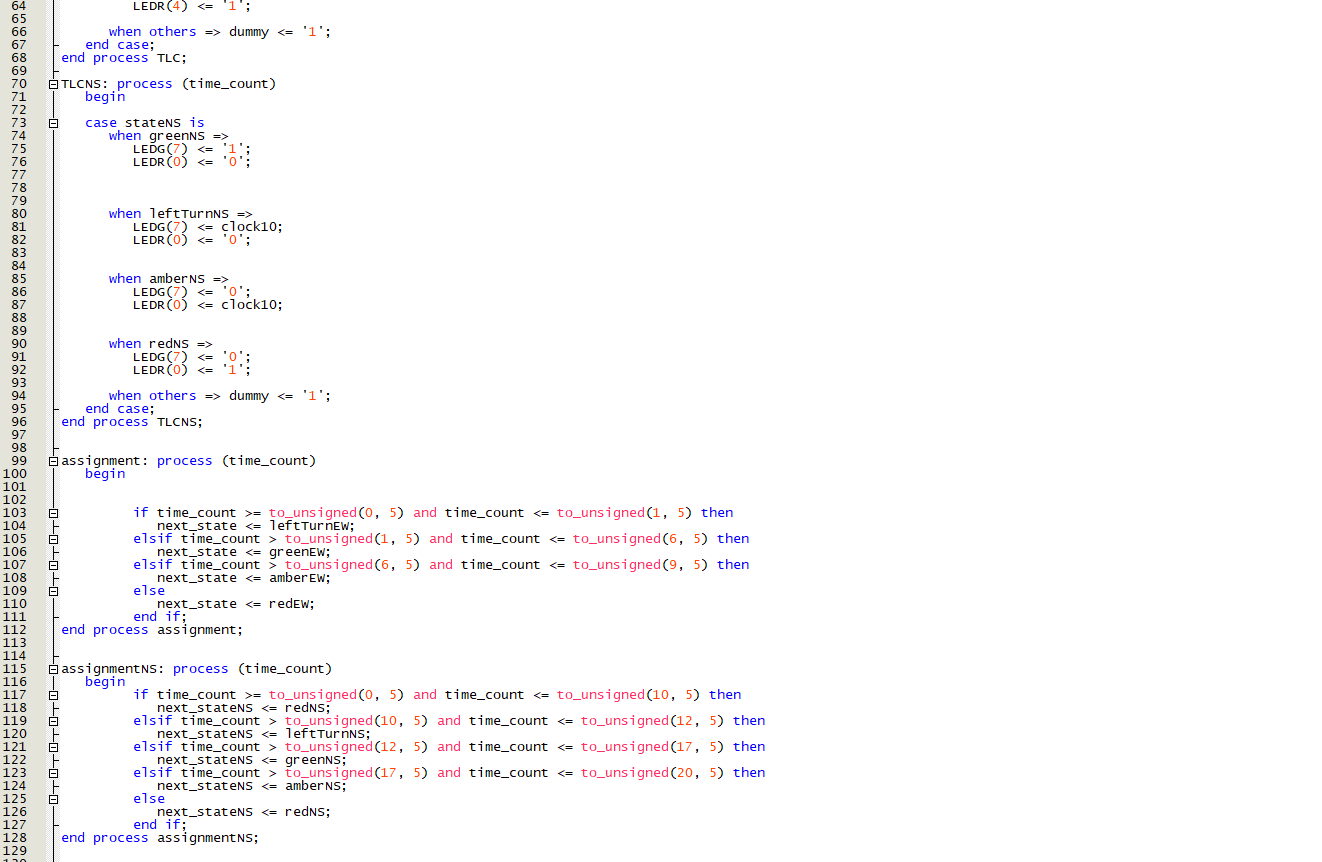 64 LEDR(4) <= '1';
65
66 when others => dummy <= '1';
67 end case;
68 end process TLC;
69
70 TLCNS: process (time_count)
71 begin
72
73 case stateNS is
74 when greenNS =>
75 LEDG(7) <= '1';
76 LEDR(0) <= '0';
77
78
79
80 when leftTurnNS =>
81 LEDG(7) <= clock10;
82 LEDR(0) <= '0';
83
84
85 when amberNS =>
86 LEDG(7) <= '0';
87 LEDR(0) <= clock10;
88
89
90 when redNS =>
91 LEDG(7) <= '0';
92 LEDR(0) <= '1';
93
94 when others => dummy <= '1';
95 end case;
96 end process TLCNS;
97
98
99 assignment: process (time_count)
100 begin
101
102
103 if time_count >= to_unsigned(0, 5) and time_count <= to_unsigned(1, 5) then
104 next_state <= leftTurnEW;
105 elsif time_count > to_unsigned(1, 5) and time_count <= to_unsigned(6, 5) then
106 next_state <= greenEW;
107 elsif time_count > to_unsigned(6, 5) and time_count <= to_unsigned(9, 5) then
108 next_state <= amberEW;
109 else
110 next_state <= redEW;
111 end if;
112 end process assignment;
113
114
115 assignmentNS: process (time_count)
116 begin
117 if time_count >= to_unsigned(0, 5) and time_count <= to_unsigned(10, 5) then
118 next_stateNS <= redNS;
119 elsif time_count > to_unsigned(10, 5) and time_count <= to_unsigned(12, 5) then
120 next_stateNS <= leftTurnNS;
121 elsif time_count > to_unsigned(12, 5) and time_count <= to_unsigned(17, 5) then
122 next_stateNS <= greenNS;
123 elsif time_count > to_unsigned(17, 5) and time_count <= to_unsigned(20, 5) then
124 next_stateNS <= amberNS;
125 else
126 next_stateNS <= redNS;
127 end if;
128 end process assignmentNS;
129